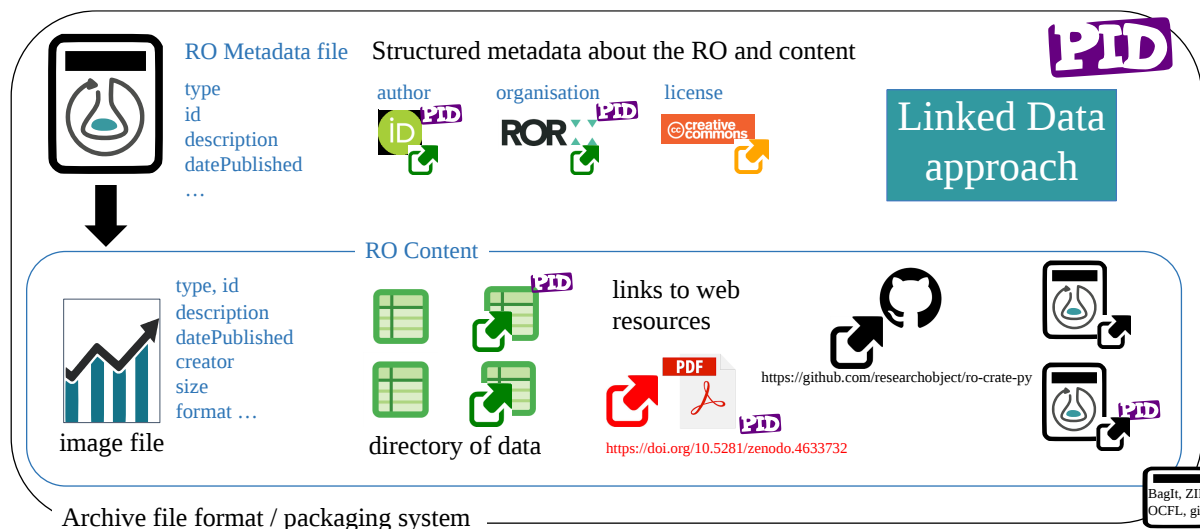 RO Metadata file
Structured metadata about the RO and content
PID
type
id
description
datePublished
…
author
iD
PID
organisation
ROR
PID
license
cc creative
commons
Linked Data
approach
RO Content
type, id
description
datePublished
creator
size
format …
image file
PID
directory of data
links to web
resources
PDF
PID
https://doi.org/10.5281/zenodo.4633732
https://github.com/researchobject/ro-crate-py
PID
Archive file format / packaging system
BagIt,
OCFL,